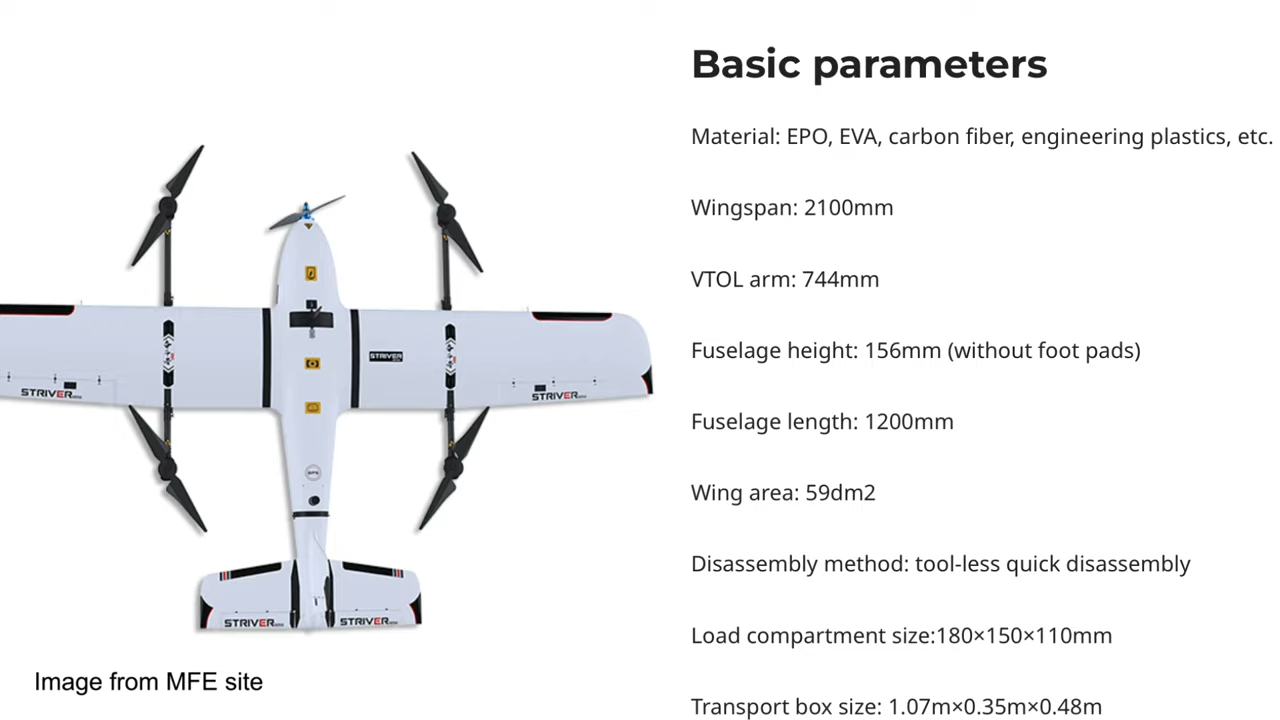 Basic parameters
Material: EPO, EVA, carbon fiber, engineering plastics, etc.
Wingspan: 2100mm
VTOL arm: 744mm
Fuselage height: 156mm (without foot pads)
Fuselage length: 1200mm
Wing area: 59dm2
Disassembly method: tool-less quick disassembly
Load compartment size:180×150×110mm
Transport box size: 1.07m×0.35m×0.48m
STRIVER
STRIVER
STRIVER
GPS
STRIVER
STRIVER
Image from MFE site